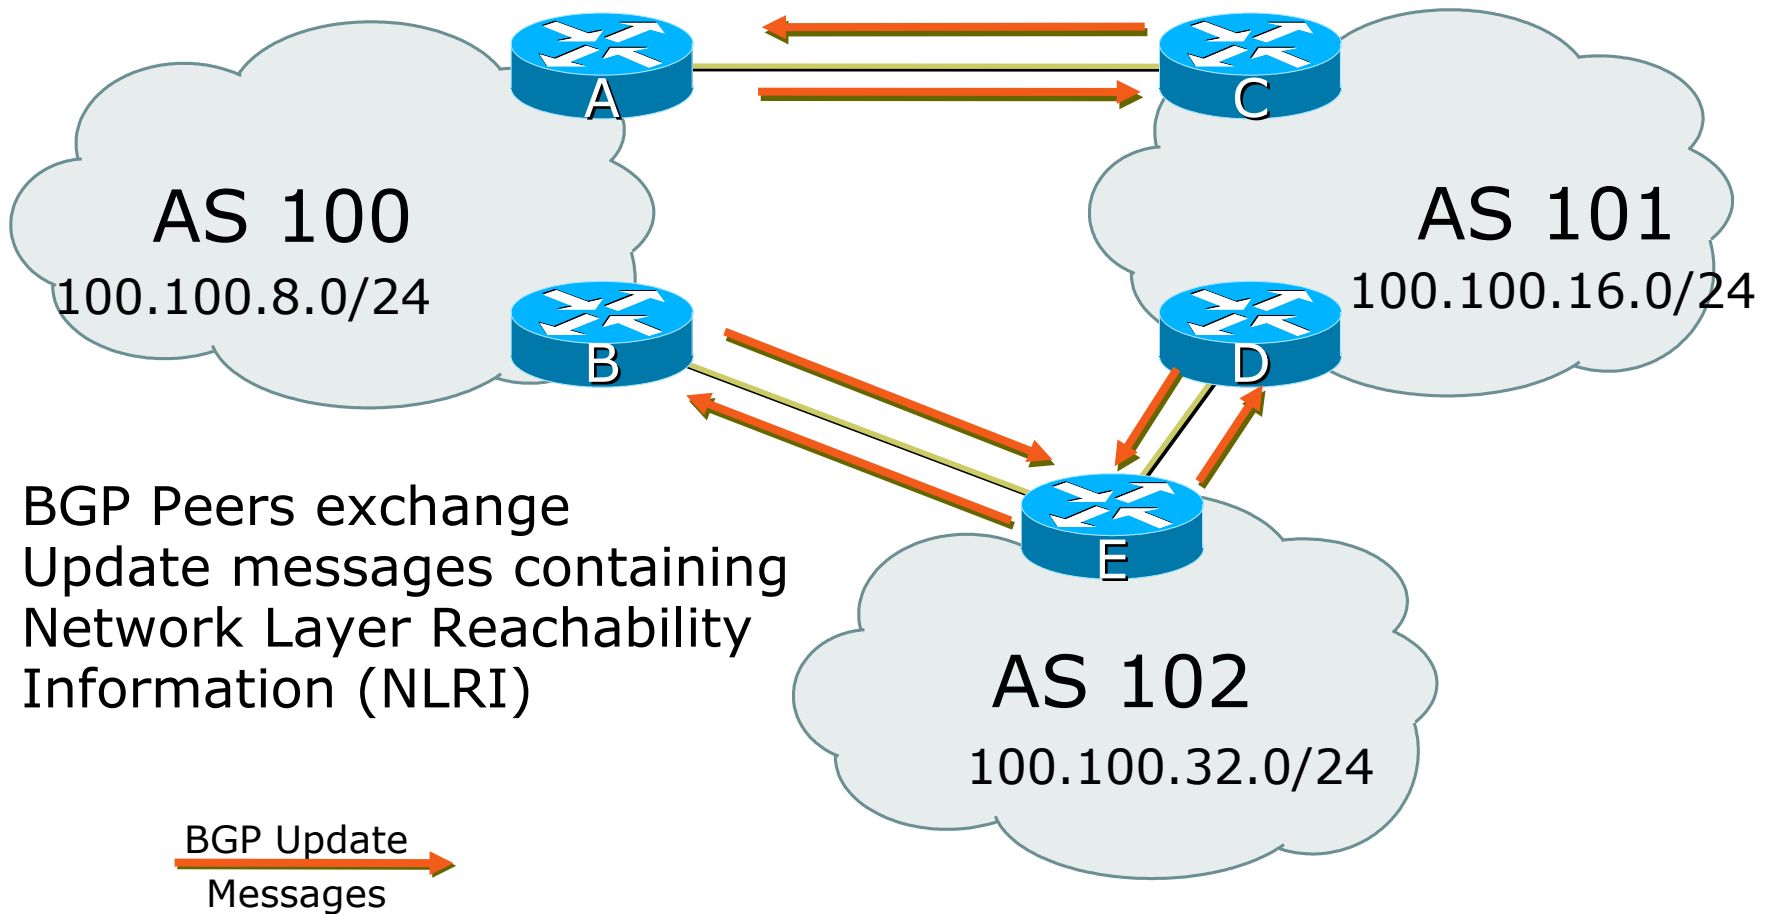 A
C
AS 100
100.100.8.0/24
AS 101
100.100.16.0/24
B
D
E
BGP Peers exchange
Update messages containing
Network Layer Reachability
Information (NLRI)
AS 102
100.100.32.0/24
BGP Update
Messages